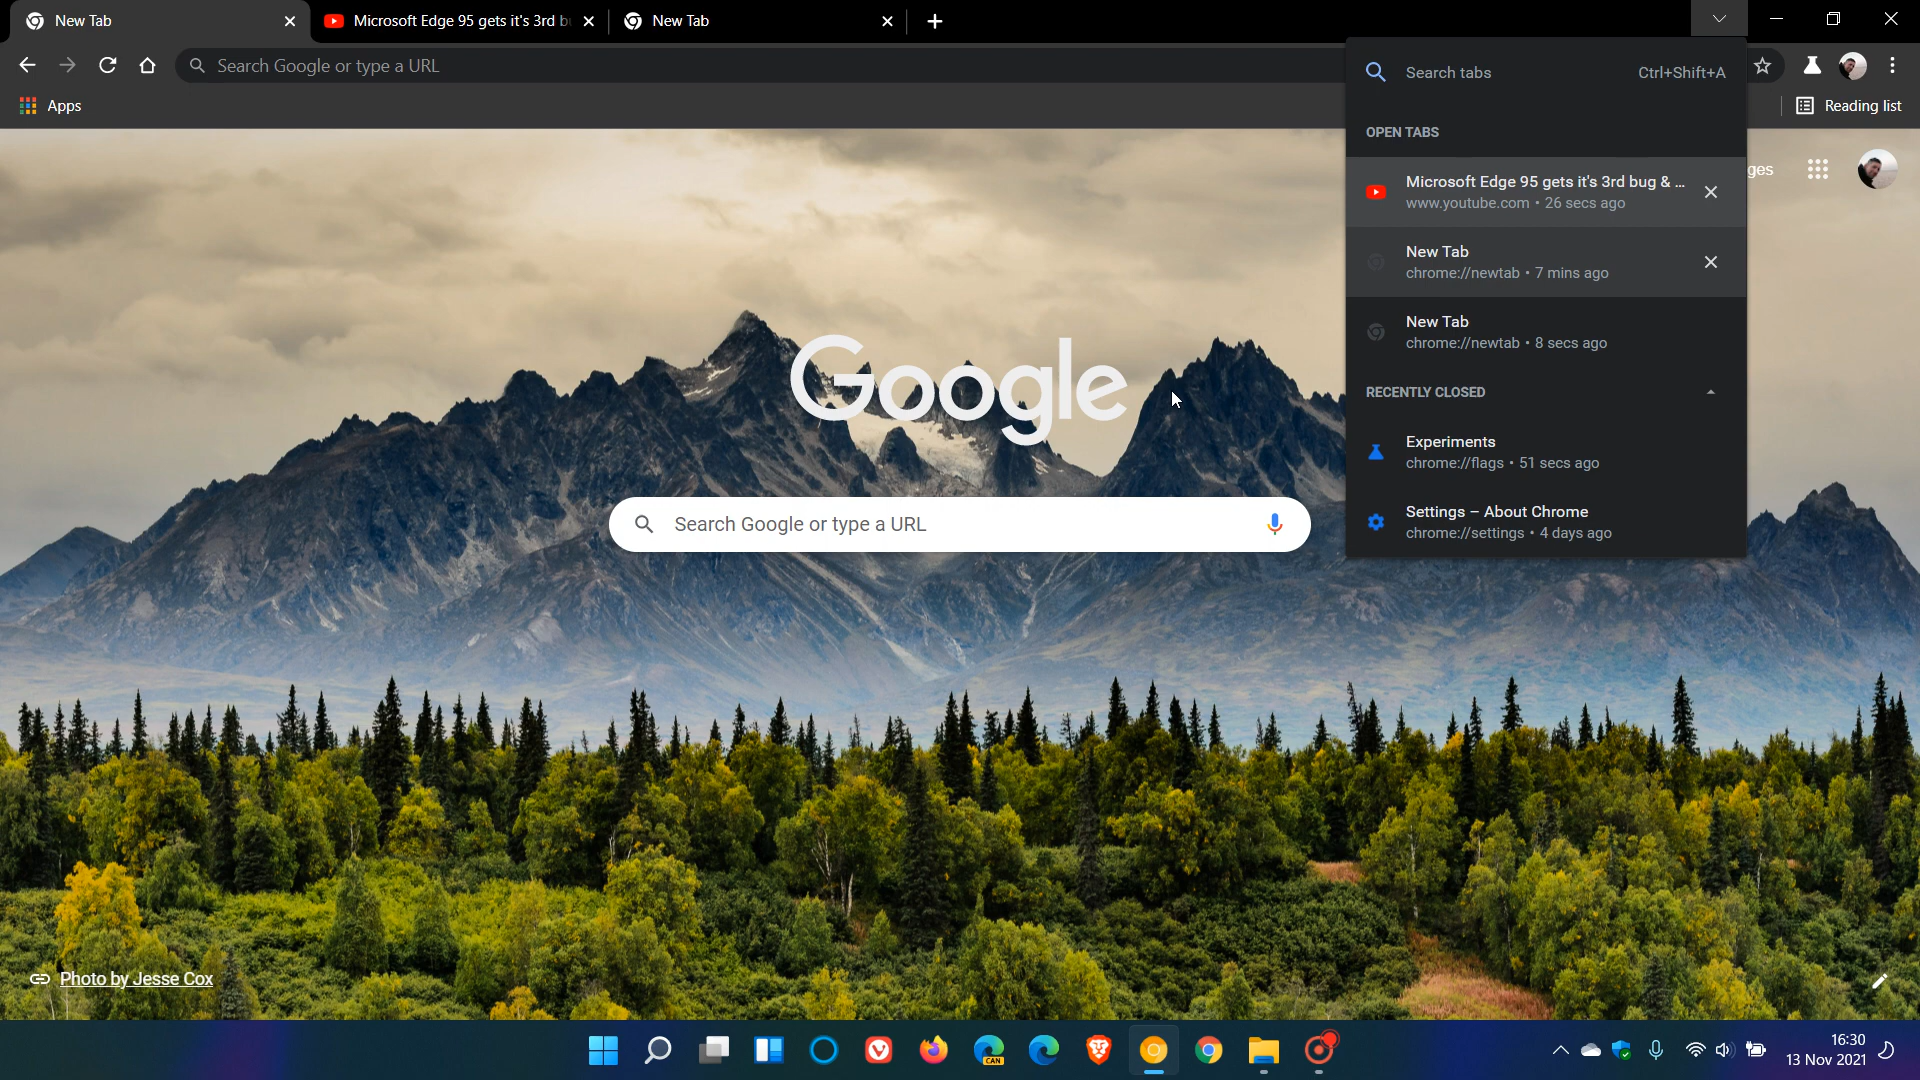 New Tab
Microsoft Edge 95 gets it's 3rd b
New Tab
Search Google or type a URL
Search tabs
Ctrl+Shift+A
Apps
Reading list
OPEN TABS
Microsoft Edge 95 gets it's 3rd bug & ...
www.youtube.com • 26 secs ago
ges
New Tab
chrome://newtab • 7 mins ago
New Tab
chrome://newtab • 8 secs ago
RECENTLY CLOSED
Google
Experiments
chrome://flags • 51 secs ago
Settings – About Chrome
chrome://settings • 4 days ago
Search Google or type a URL
Photo by Jesse Cox
CAN
16:30
13 Nov 2021